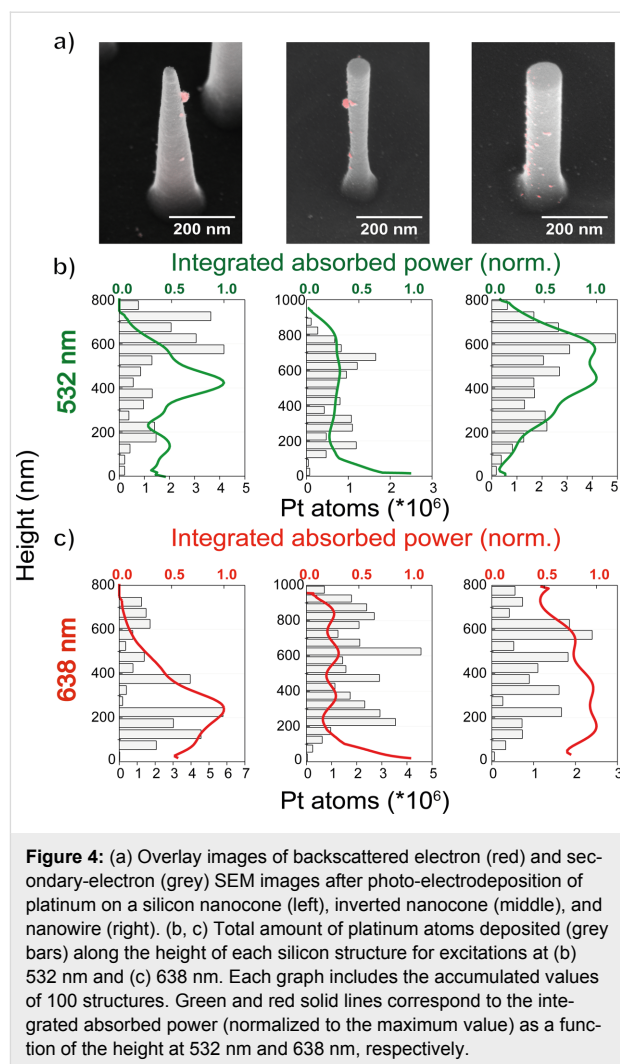 a)
200 nm 200 nm 200 nm
b)
Integrated absorbed power (norm.)
0.0 0.5 1.0 0.0 0.5 1.0 0.0 0.5 1.0
800 1000 800
800
600 600
600
400 400
400
200 200
200
0 0 0
0 1 2 3 4 5 0 1 2 3 0 1 2 3 4 5
532 nm
Pt atoms (*10⁶)
Height (nm)
c)
Integrated absorbed power (norm.)
0.0 0.5 1.0 0.0 0.5 1.0 0.0 0.5 1.0
800 1000 800
800
600 600
600
400 400
400
200 200
200
0 0 0
0 1 2 3 4 5 6 7 0 1 2 3 4 5 0 1 2 3
638 nm
Pt atoms (*10⁶)
Figure 4: (a) Overlay images of backscattered electron (red) and sec-
ondary-electron (grey) SEM images after photo-electrodeposition of
platinum on a silicon nanocone (left), inverted nanocone (middle), and
nanowire (right). (b, c) Total amount of platinum atoms deposited (grey
bars) along the height of each silicon structure for excitations at (b)
532 nm and (c) 638 nm. Each graph includes the accumulated values
of 100 structures. Green and red solid lines correspond to the inte-
grated absorbed power (normalized to the maximum value) as a func-
tion of the height at 532 nm and 638 nm, respectively.